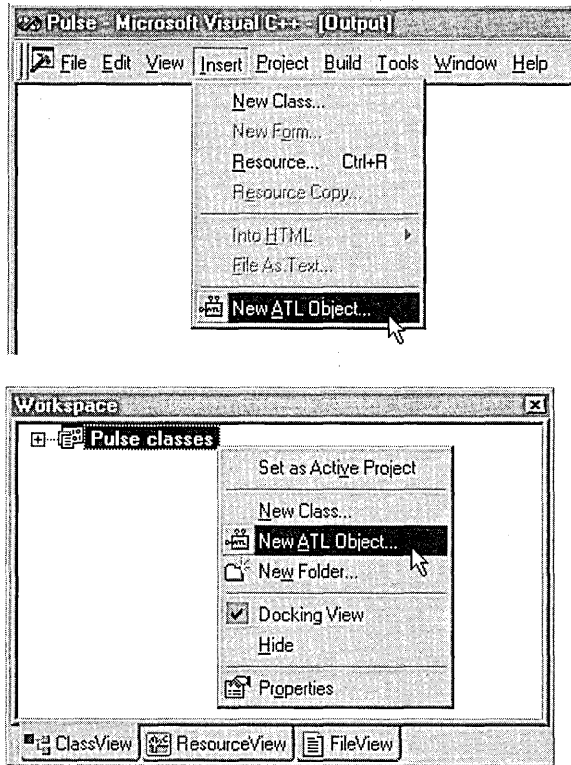 Pulse - Microsoft Visual C++ - [Output]
File Edit View Insert Project Build Tools Window Help
New Class...
New Form...
Resource... Ctrl+R
Resource Copy...
Into HTML
File As Text...
New ATL Object...
Workspace
Pulse classes
Set as Active Project
New Class...
New ATL Object...
New Folder...
Docking View
Hide
Properties
ClassView ResourceView FileView